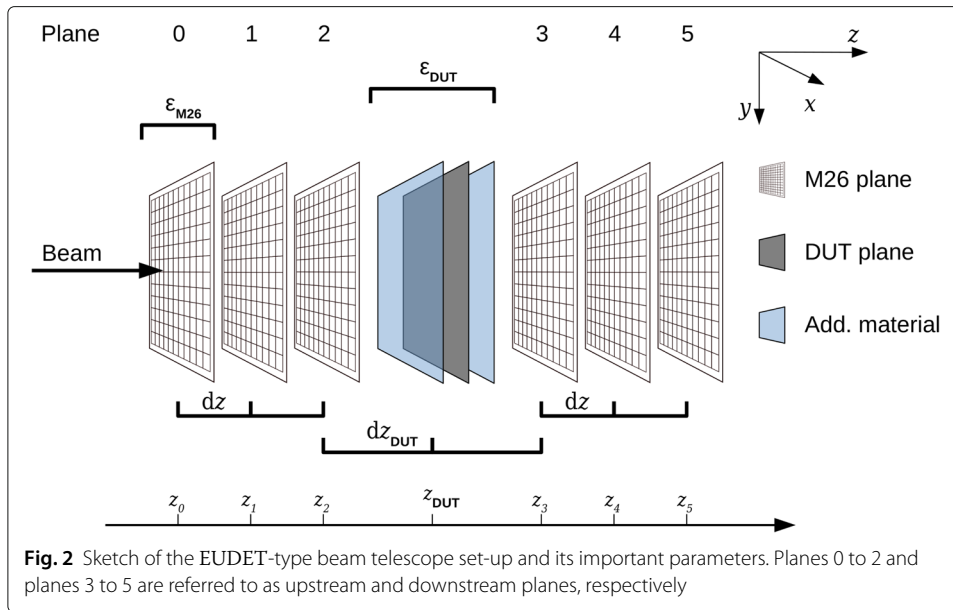 Plane 0 1 2 3 4 5
z
x
y
ε_DUT
ε_M26
M26 plane
Beam
DUT plane
Add. material
dz dz
dz_DUT
z_0 z_1 z_2 z_DUT z_3 z_4 z_5
Fig. 2 Sketch of the EUDET-type beam telescope set-up and its important parameters. Planes 0 to 2 and
planes 3 to 5 are referred to as upstream and downstream planes, respectively